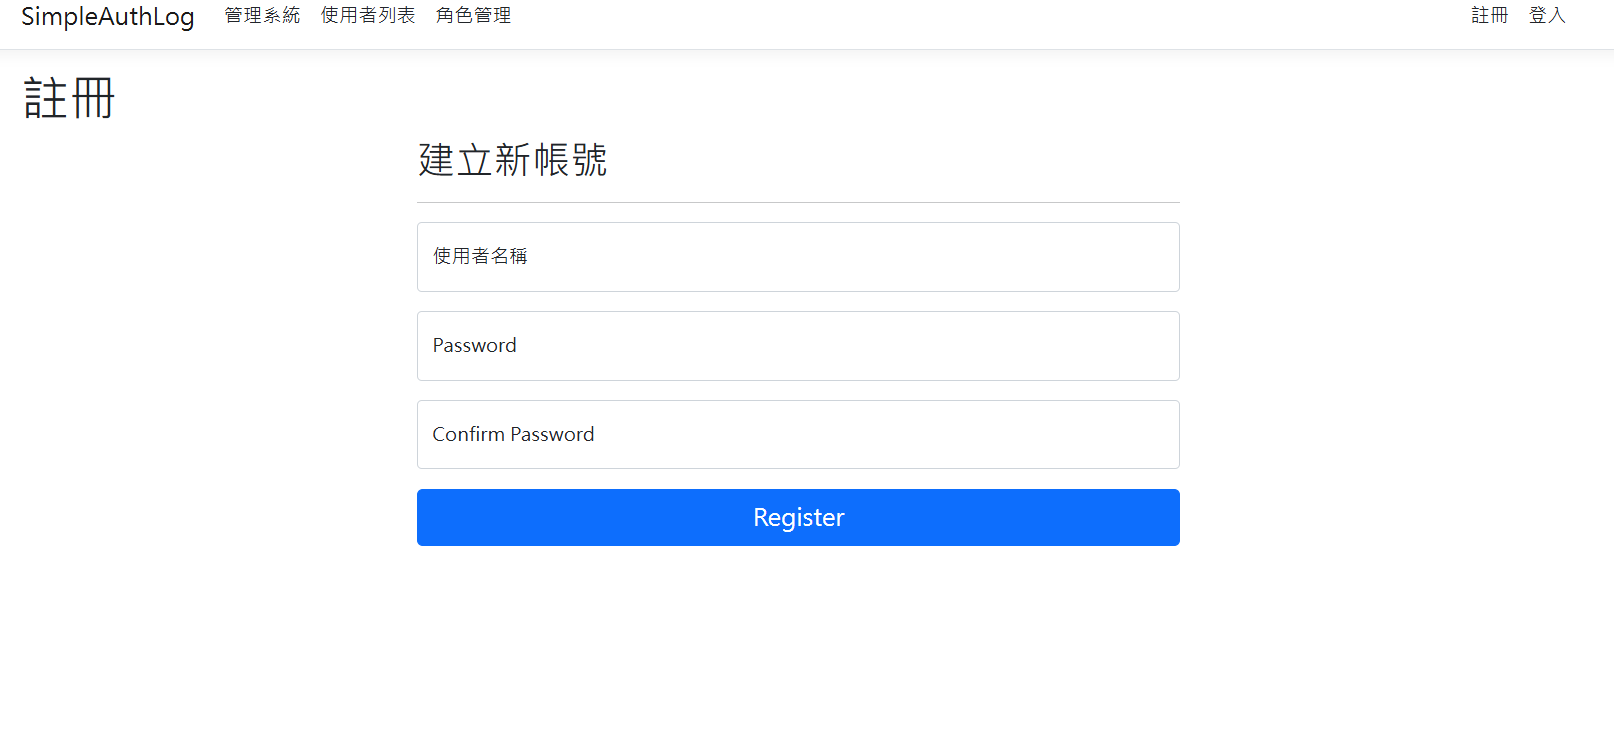 SimpleAuthLog 管理系統 使用者列表 角色管理 註冊 登入
註冊
建立新帳號
使用者名稱
Password
Confirm Password
Register